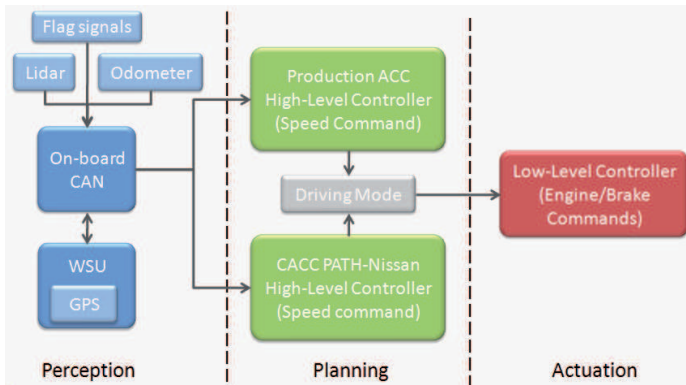 Flag signals
Lidar
Odometer
On-board
CAN
WSU
GPS
Production ACC
High-Level Controller
(Speed Command)
Driving Mode
CACC PATH-Nissan
High-Level Controller
(Speed command)
Low-Level Controller
(Engine/Brake
Commands)
Perception
Planning
Actuation